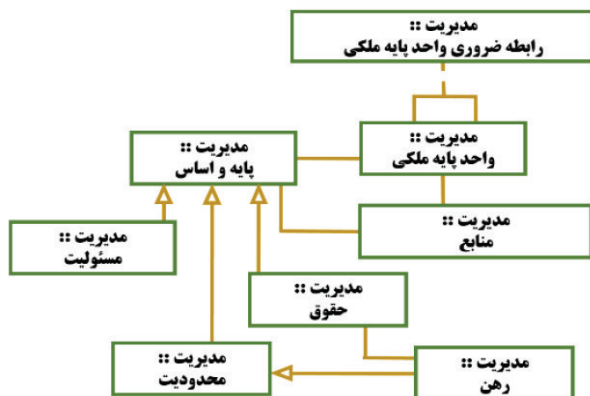 مدیریت ::
رابطه ضروری واحد پایه ملکی
مدیریت ::
واحد پایه ملکی
مدیریت ::
پایه و اساس
مدیریت ::
منابع
مدیریت ::
مسئولیت
مدیریت ::
حقوق
مدیریت ::
محدودیت
مدیریت ::
رهن